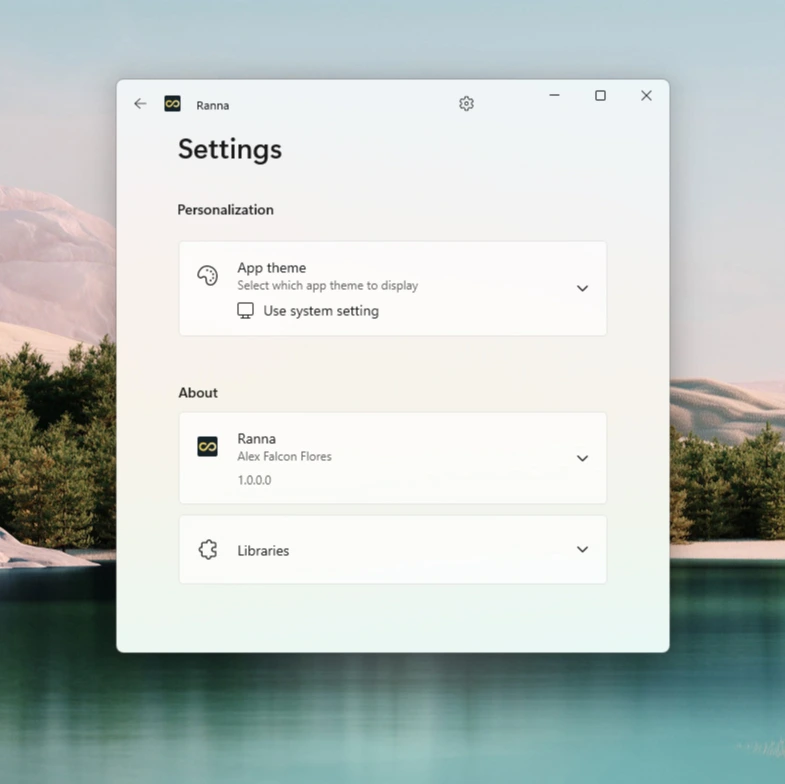 Ranna
Settings
Personalization
App theme
Select which app theme to display
Use system setting
About
Ranna
Alex Falcon Flores
1.0.0.0
Libraries